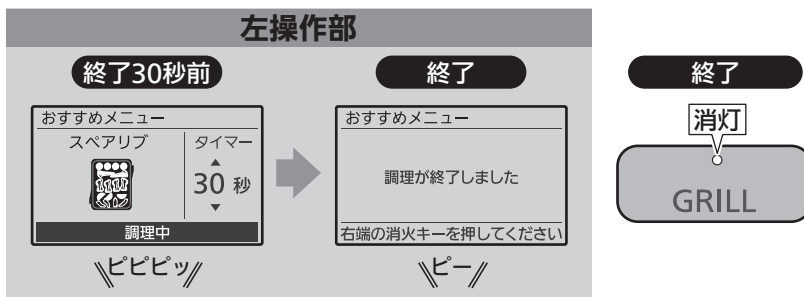 左操作部
終了30秒前
おすすめメニュー
スペアリブ
タイマー
30 秒
調理中
ピピピッ
終了
おすすめメニュー
調理が終了しました
右端の消火キーを押してください
ピー
終了
消灯
GRILL